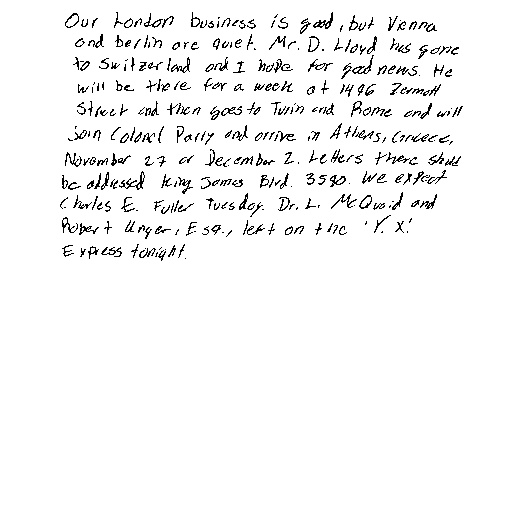 Our London business is good, but Vienna
and Berlin are quiet. Mr. D. Lloyd has gone
to Switzerland and I hope for good news. He
will be there for a week at 1496 Zermott
Street and then goes to Turin and Rome and will
join Colonel Parry and arrive in Athens, Greece,
November 27 or December 2. Letters there should
be addressed King James Blvd. 3580. We expect
Charles E. Fuller Tuesday. Dr. L. McQuaid and
Robert Unger, Esq., left on the 'Y. X.'
Express tonight.